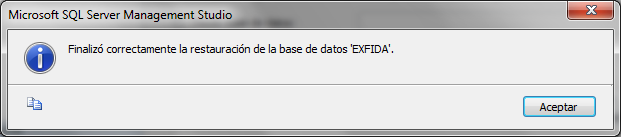 Microsoft SQL Server Management Studio
Finalizó correctamente la restauración de la base de datos 'EXFIDA'.
Aceptar